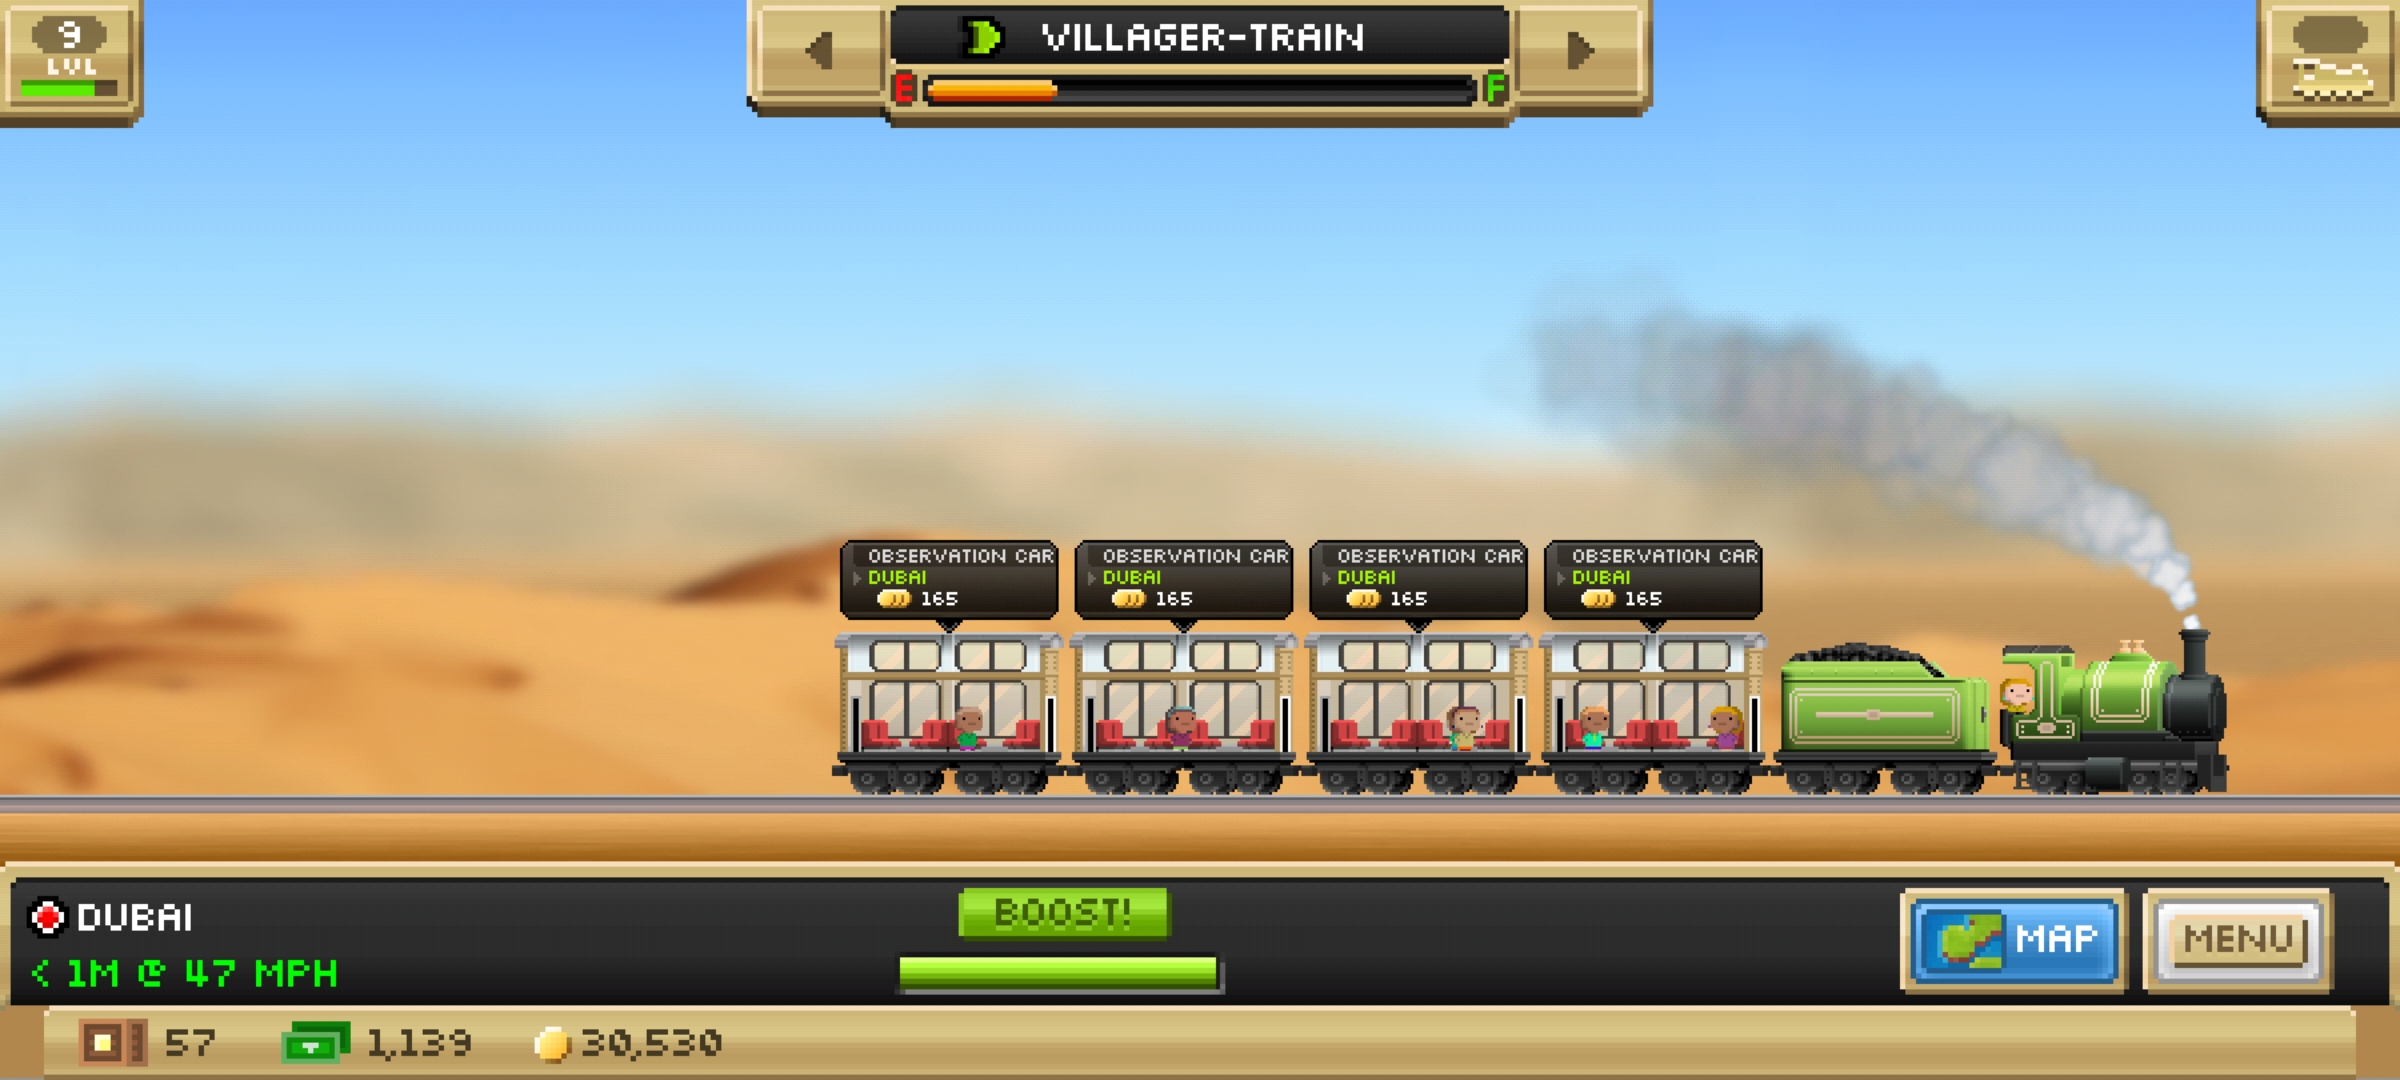 9
LVL
VILLAGER-TRAIN
E F
OBSERVATION CAR
DUBAI
165
OBSERVATION CAR
DUBAI
165
OBSERVATION CAR
DUBAI
165
OBSERVATION CAR
DUBAI
165
DUBAI
< 1M @ 47 MPH
BOOST!
MAP
MENU
57
1,139
30,530